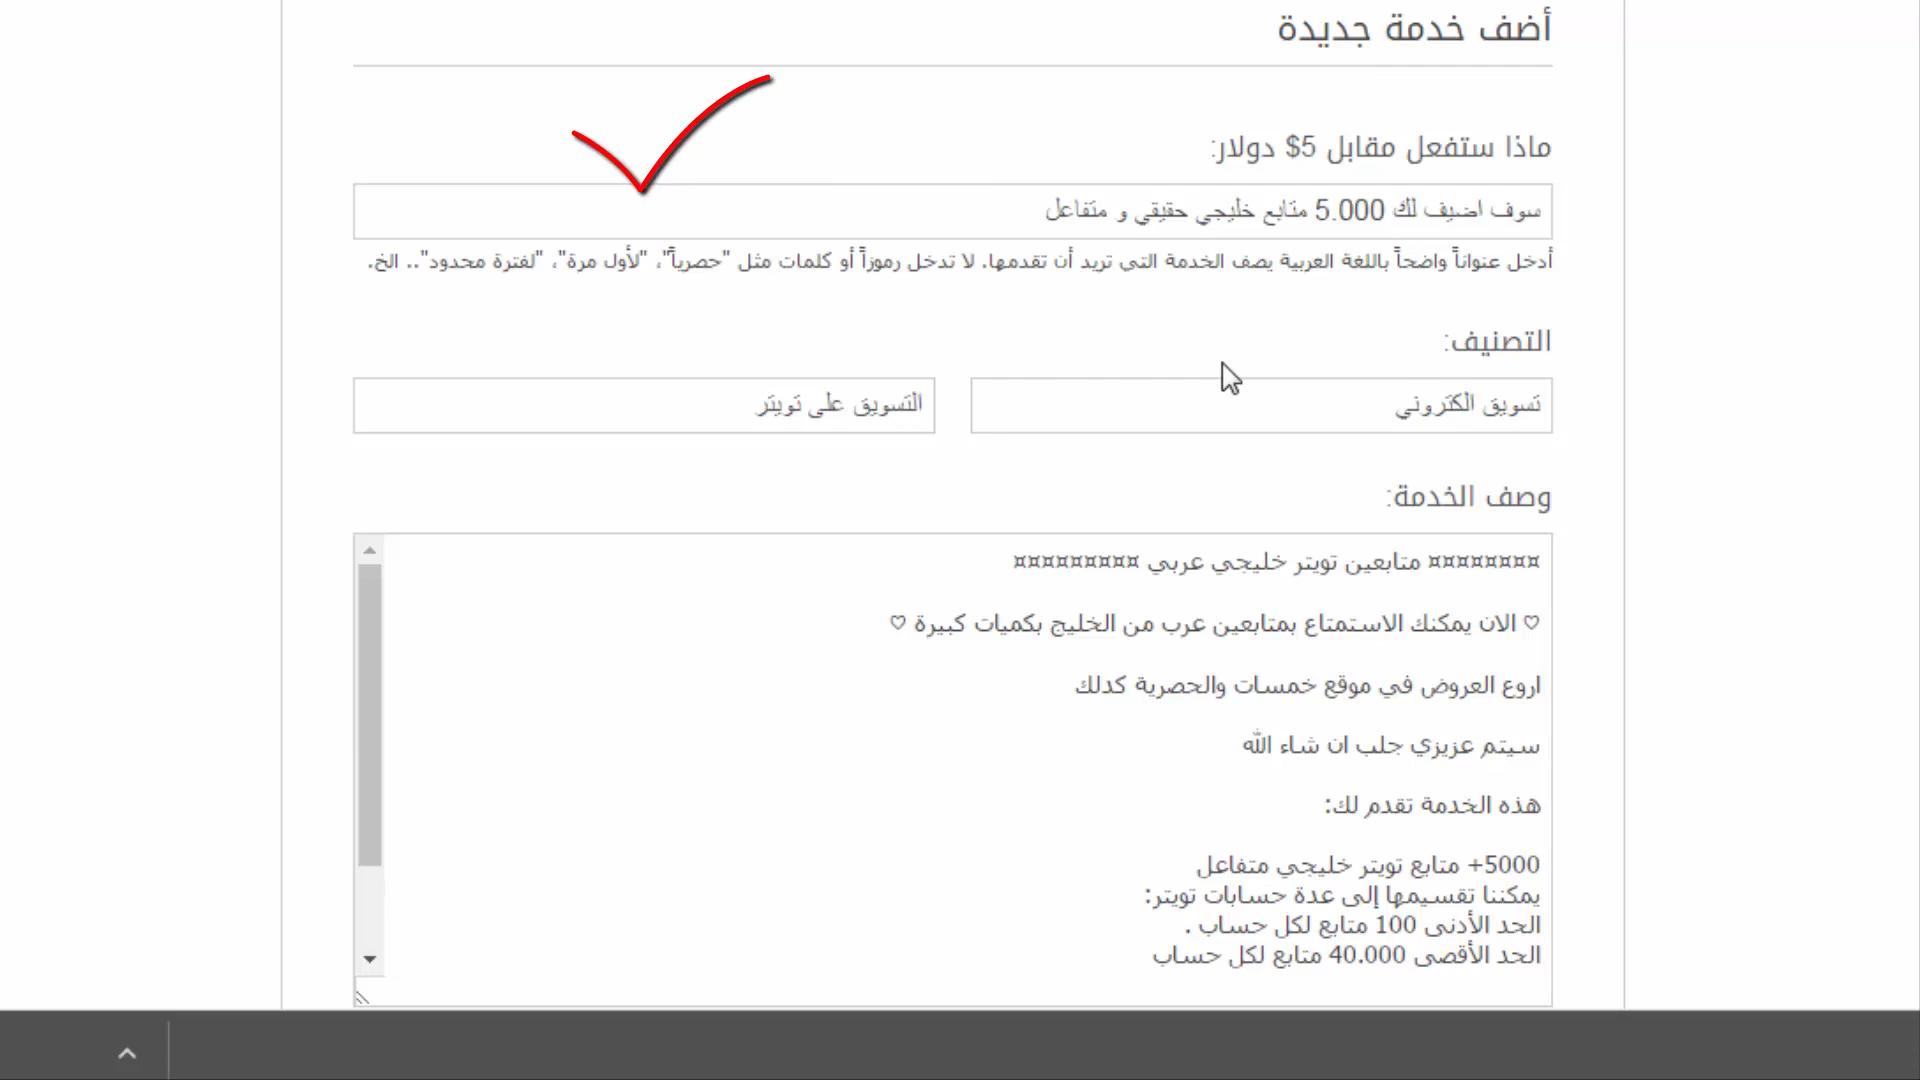 أضف خدمة جديدة
ماذا ستفعل مقابل 5$ دولار:
سوف اضيف لك 5.000 متابع خليجي حقيقي و متفاعل
أدخل عنواناً واضحاً باللغة العربية يصف الخدمة التي تريد أن تقدمها. لا تدخل رموزاً أو كلمات مثل "حصرياً"، "لأول مرة"، "لفترة محدود".. الخ.
التصنيف:
تسويق الكتروني
التسويق على تويتر
وصف الخدمة:
¤¤¤¤¤¤¤¤ متابعين تويتر خليجي عربي ¤¤¤¤¤¤¤¤¤
♡ الان يمكنك الاستمتاع بمتابعين عرب من الخليج بكميات كبيرة ♡
اروع العروض في موقع خمسات والحصرية كدلك
سيتم عزيزي جلب ان شاء الله
هذه الخدمة تقدم لك:
5000+ متابع تويتر خليجي متفاعل
يمكننا تقسيمها إلى عدة حسابات تويتر:
الحد الأدنى 100 متابع لكل حساب .
الحد الأقصى 40.000 متابع لكل حساب